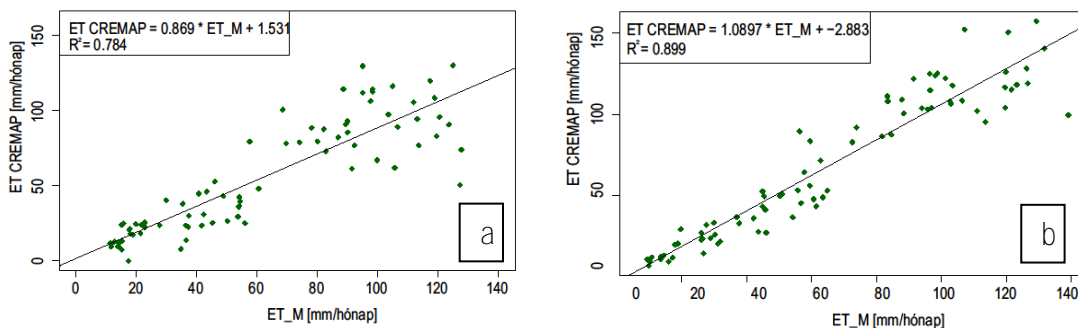 ET CREMAP = 0.869 * ET_M + 1.531
R² = 0.784
ET CREMAP [mm/hónap]
0 50 100 150
0 20 40 60 80 100 120 140
ET_M [mm/hónap]
a
ET CREMAP = 1.0897 * ET_M + −2.883
R² = 0.899
ET CREMAP [mm/hónap]
0 50 100 150
0 20 40 60 80 100 120 140
ET_M [mm/hónap]
b